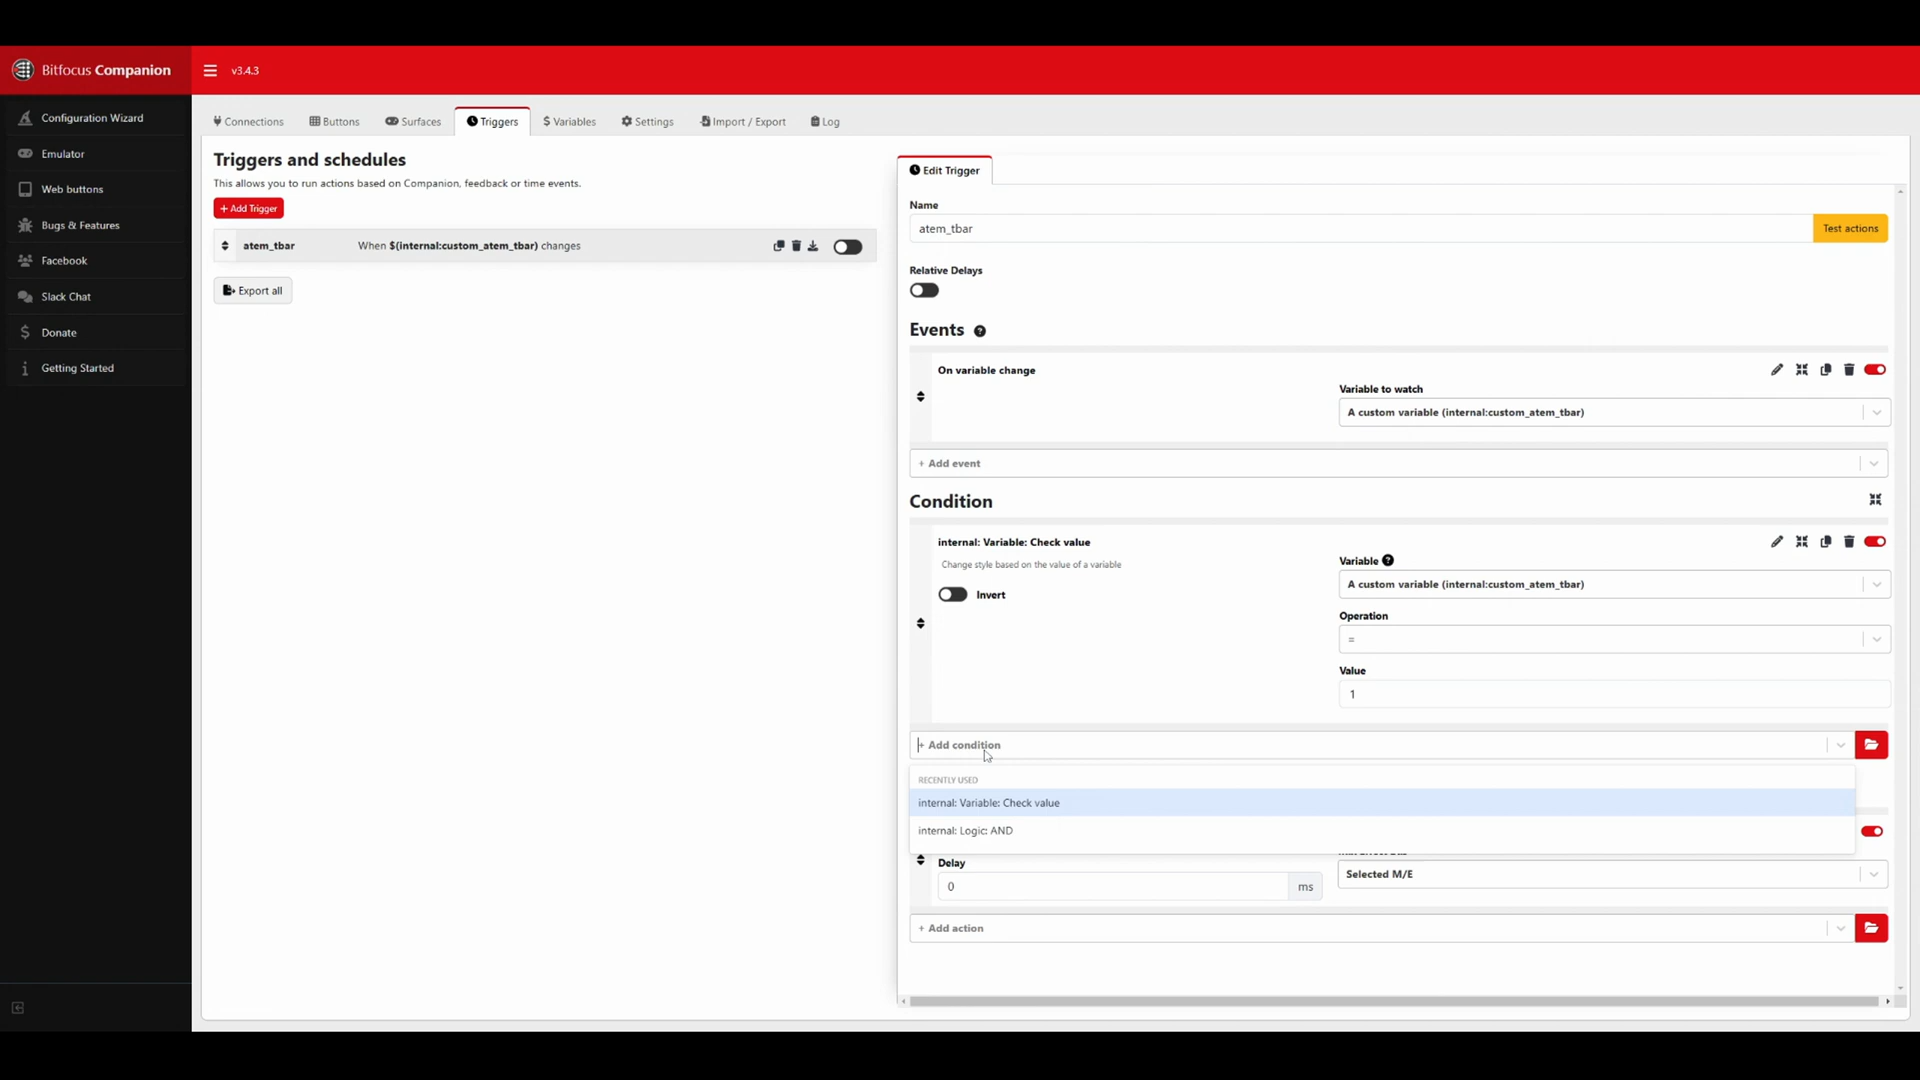 Bitfocus Companion
v3.4.3
Configuration Wizard
Emulator
Web buttons
Bugs & Features
Facebook
Slack Chat
Donate
Getting Started
Connections
Buttons
Surfaces
Triggers
$ Variables
Settings
Import / Export
Log
Triggers and schedules
This allows you to run actions based on Companion, feedback or time events.
+ Add Trigger
atem_tbar
When $(internal:custom_atem_tbar) changes
Export all
Edit Trigger
Name
atem_tbar
Test actions
Relative Delays
Events
On variable change
Variable to watch
A custom variable (internal:custom_atem_tbar)
+ Add event
Condition
internal: Variable: Check value
Change style based on the value of a variable
Invert
Variable
A custom variable (internal:custom_atem_tbar)
Operation
=
Value
1
+ Add condition
RECENTLY USED
internal: Variable: Check value
internal: Logic: AND
Delay
0
ms
Selected M/E
+ Add action